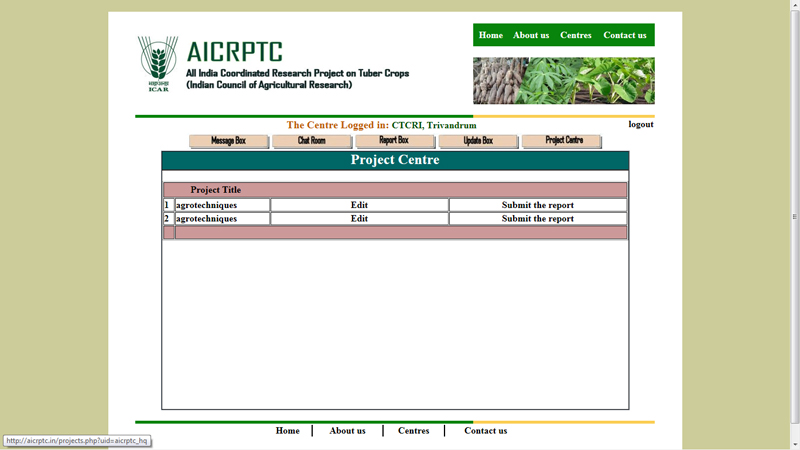 Home About us Centres Contact us
AICRPTC
All India Coordinated Research Project on Tuber Crops
(Indian Council of Agricultural Research)
ICAR
The Centre Logged in: CTCRI, Trivandrum
logout
Message Box Chat Room Report Box Update Box Project Centre
Project Centre
Project Title
1 agrotechniques Edit Submit the report
2 agrotechniques Edit Submit the report
Home About us Centres Contact us
http://aicrptc.in/projects.php?uid=aicrptc_hq